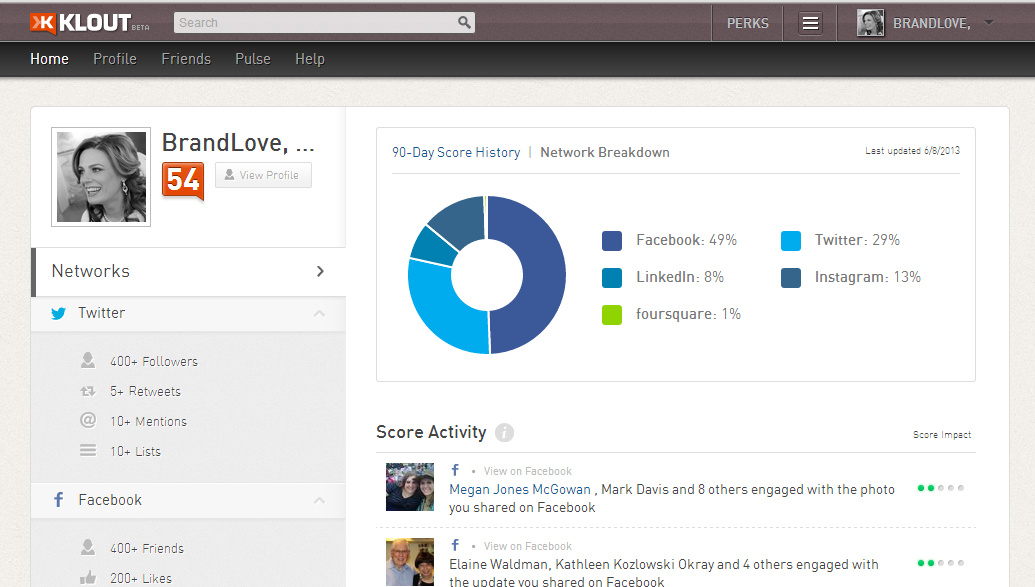 KLOUT BETA
Search
PERKS
BRANDLOVE,
Home Profile Friends Pulse Help
BrandLove, ...
54
View Profile
Networks
Twitter
400+ Followers
5+ Retweets
10+ Mentions
10+ Lists
Facebook
400+ Friends
200+ Likes
90-Day Score History | Network Breakdown
Last updated 6/8/2013
Facebook: 49% Twitter: 29%
LinkedIn: 8% Instagram: 13%
foursquare: 1%
Score Activity
Score Impact
View on Facebook
Megan Jones McGowan , Mark Davis and 8 others engaged with the photo
you shared on Facebook
View on Facebook
Elaine Waldman, Kathleen Kozlowski Okray and 4 others engaged with
the update you shared on Facebook